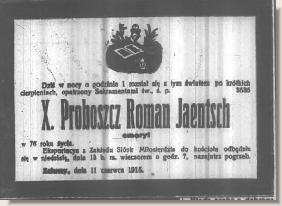 Dziś w nocy o godzinie 1 rozstał się z tym światem po krótkich
cierpieniach, opatrzony Sakramentami św., ś. p. 3535
X. Proboszcz Roman Jaentsch
emeryt
w 76 roku życia.
Eksportacya z Zakładu Sióstr Miłosierdzia do kościoła odbędzie
się w niedzielę, dnia 13 b. m. wieczorem o godz. 7, nazajutrz pogrzeb.
dnia 11 czerwca 1915.